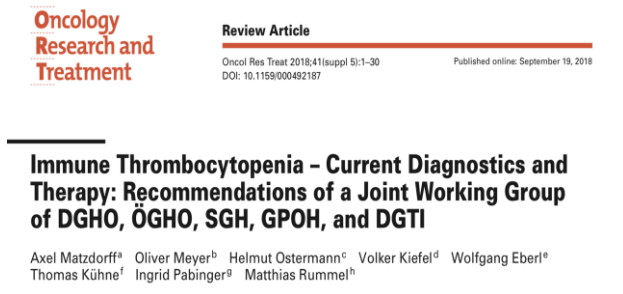 Oncology
Research and
Treatment
Review Article
Oncol Res Treat 2018;41(suppl 5):1–30
DOI: 10.1159/000492187
Published online: September 19, 2018
Immune Thrombocytopenia – Current Diagnostics and
Therapy: Recommendations of a Joint Working Group
of DGHO, ÖGHO, SGH, GPOH, and DGTI
Axel Matzdorffᵃ Oliver Meyerᵇ Helmut Ostermannᶜ Volker Kiefelᵈ Wolfgang Eberlᵉ
Thomas Kühneᶠ Ingrid Pabingerᵍ Matthias Rummelʰ